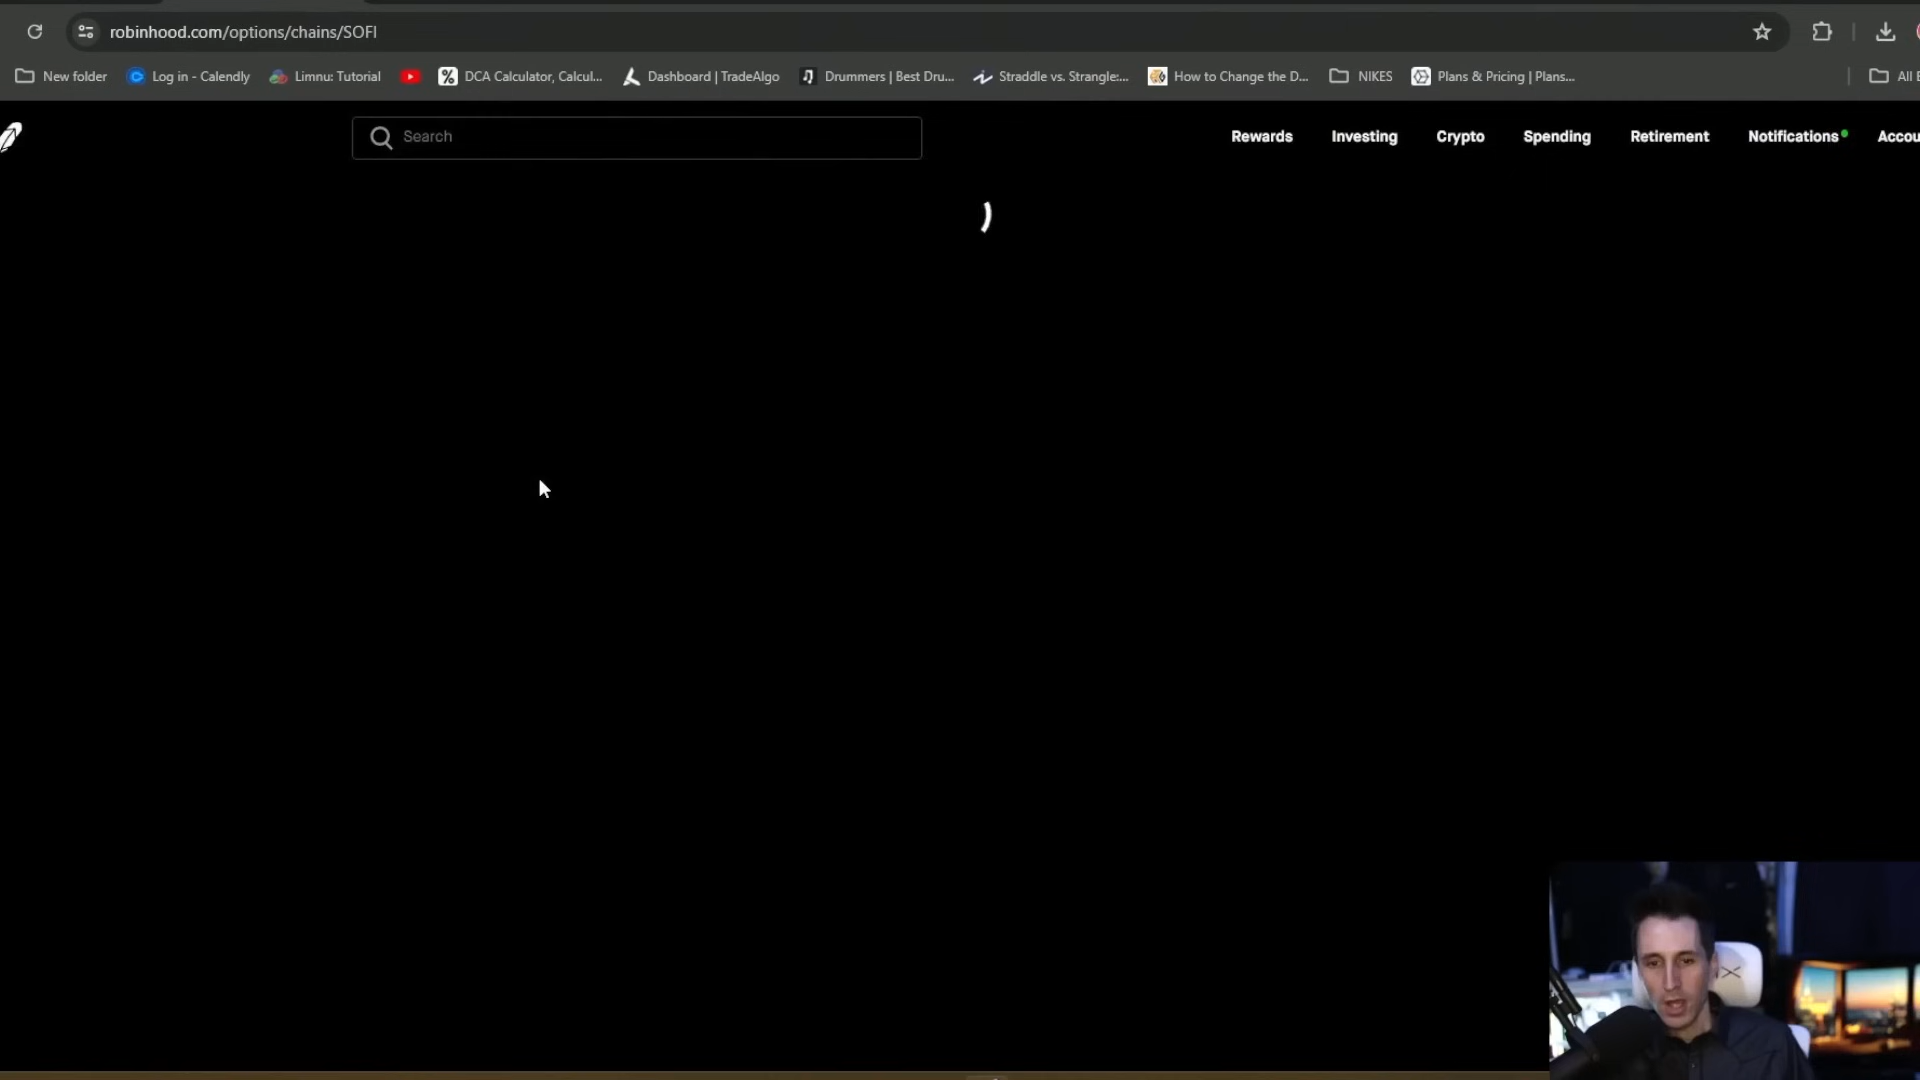 robinhood.com/options/chains/SOFI
New folder
Log in - Calendly
Limnu: Tutorial
DCA Calculator, Calcul...
Dashboard | TradeAlgo
Drummers | Best Dru...
Straddle vs. Strangle:...
How to Change the D...
NIKES
Plans & Pricing | Plans...
All
Search
Rewards
Investing
Crypto
Spending
Retirement
Notifications
Accou